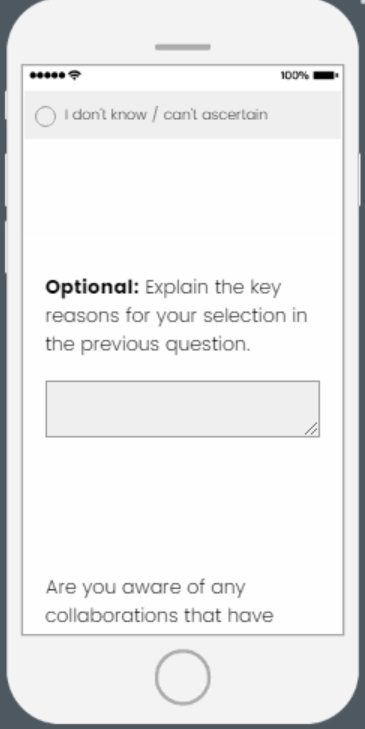 100%
I don't know / can't ascertain
Optional: Explain the key
reasons for your selection in
the previous question.
Are you aware of any
collaborations that have